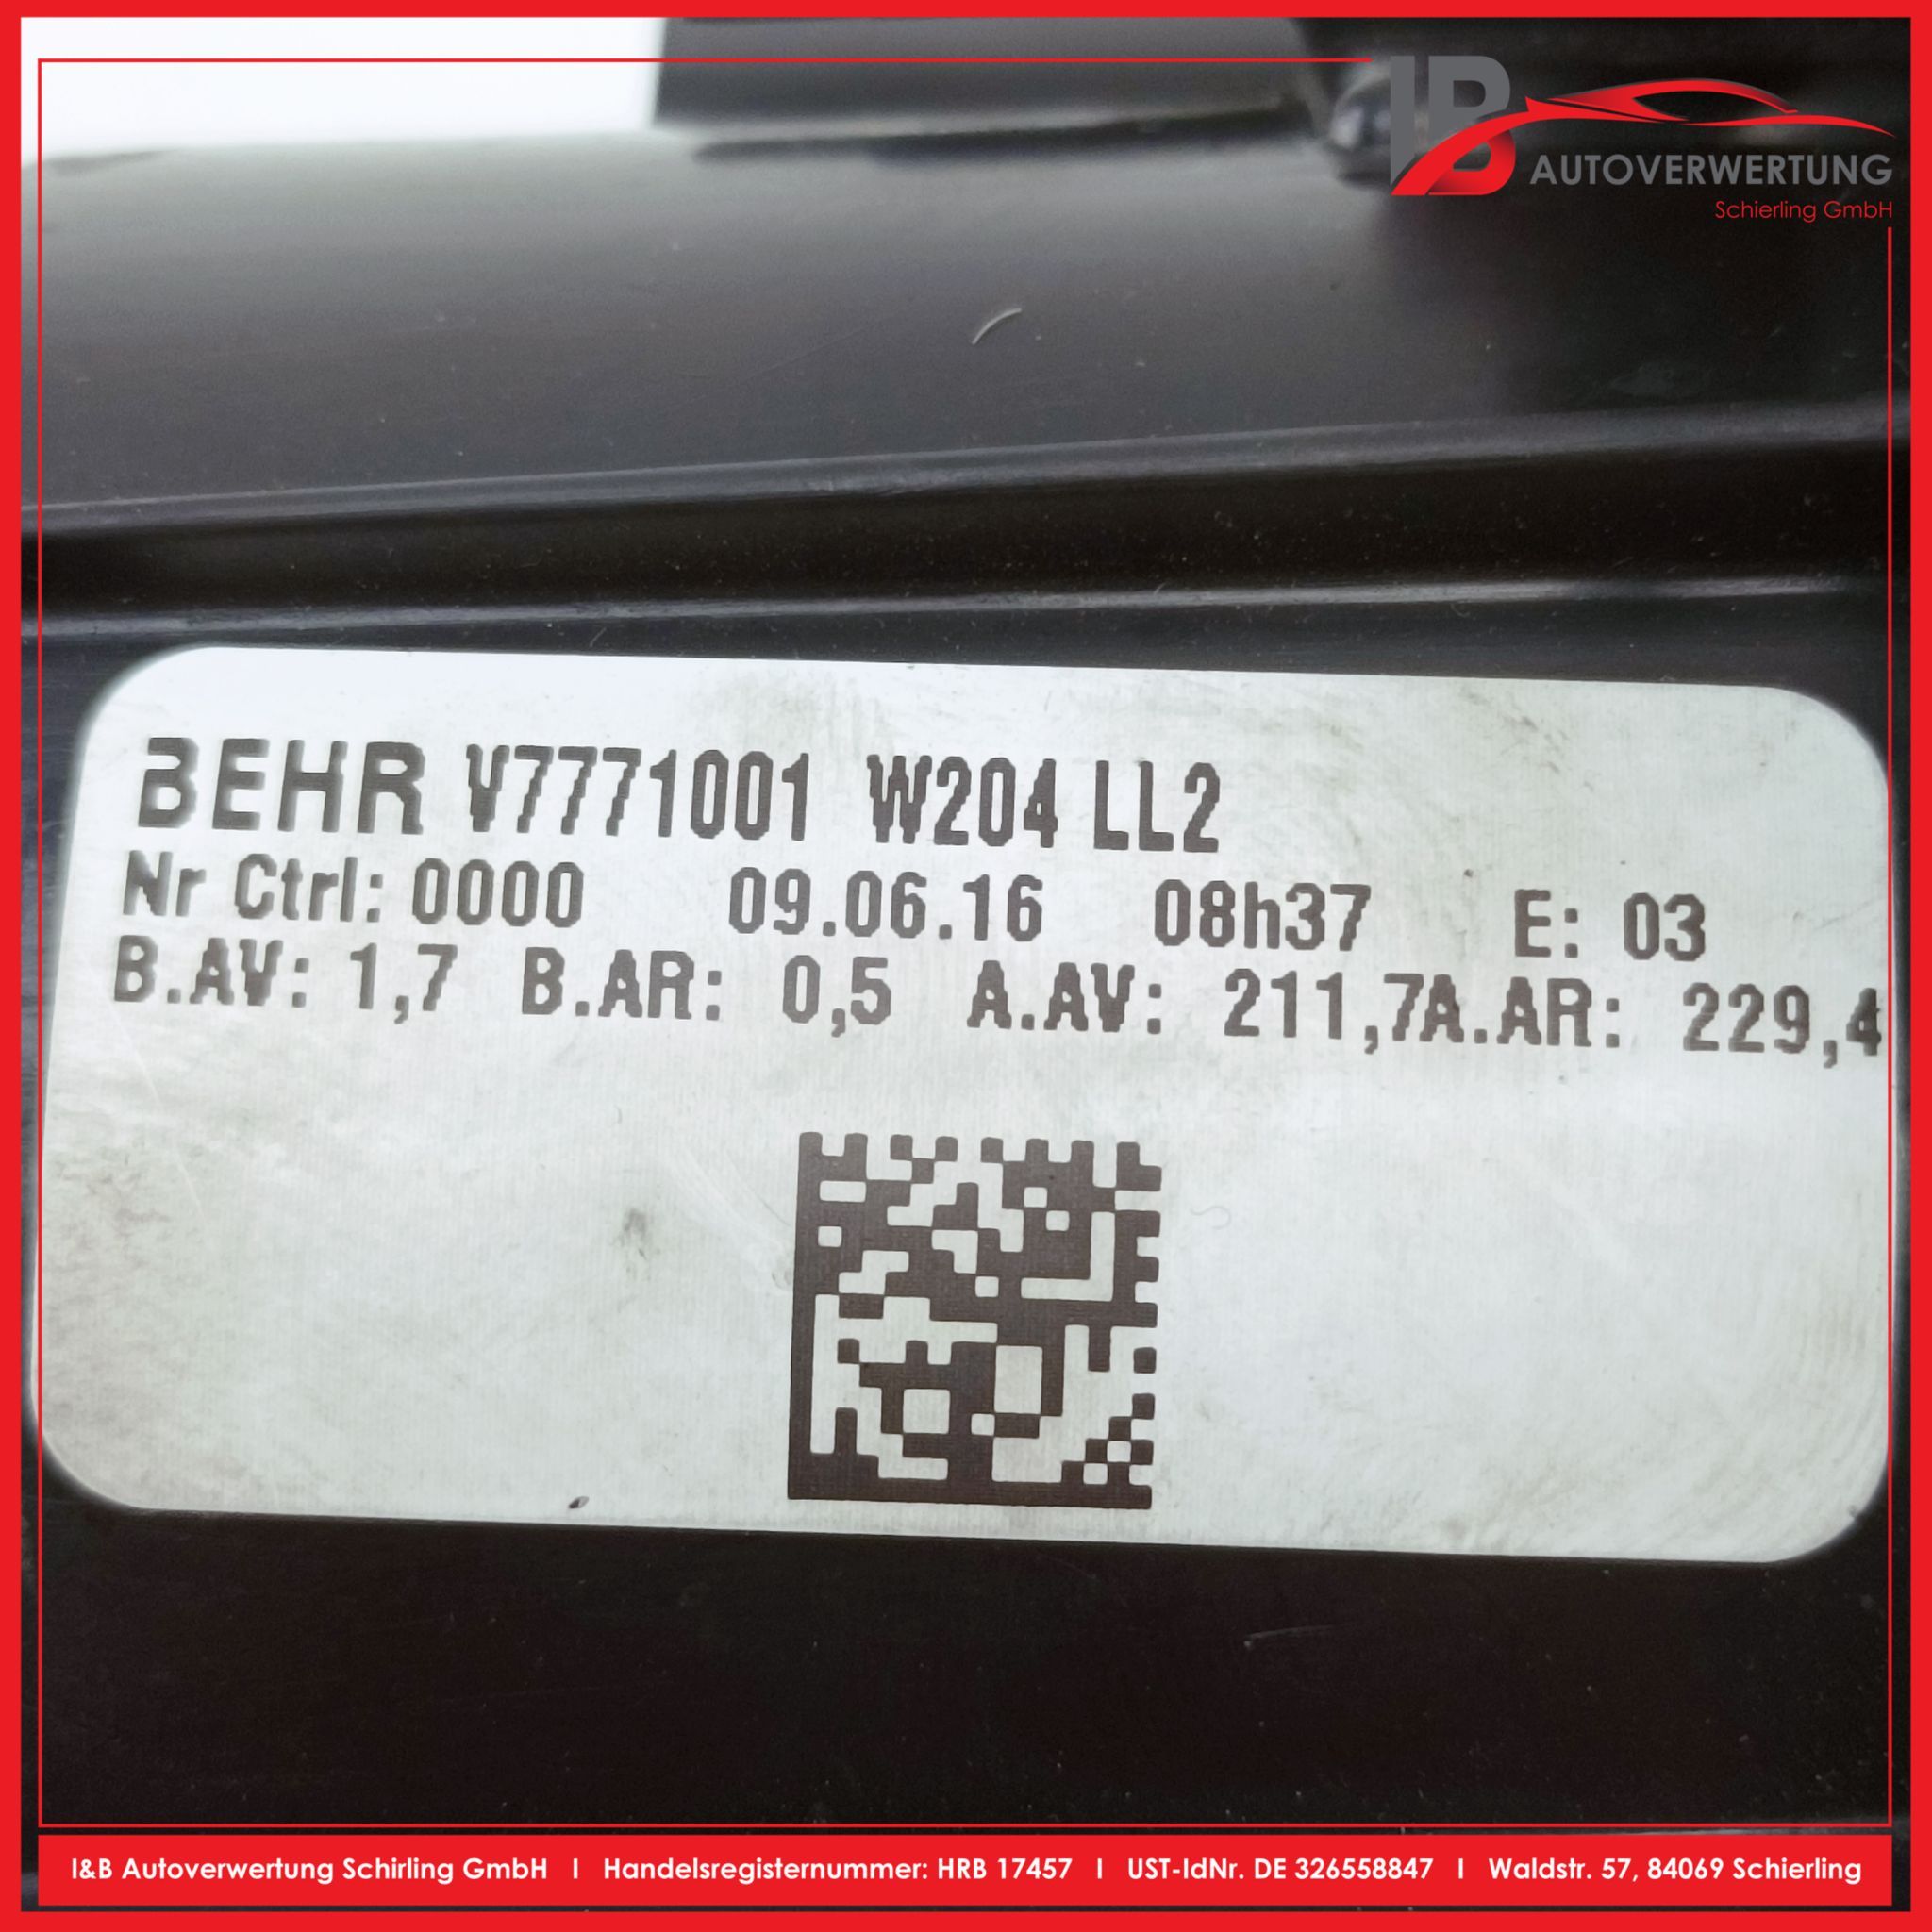 IB
AUTOVERWERTUNG
Schierling GmbH
BEHR V7771001 W204 LL2
Nr Ctrl: 0000 09.06.16 08h37 E: 03
B.AV: 1,7 B.AR: 0,5 A.AV: 211,7A.AR: 229,4
I&B Autoverwertung Schirling GmbH I Handelsregisternummer: HRB 17457 I UST-IdNr. DE 326558847 I Waldstr. 57, 84069 Schierling